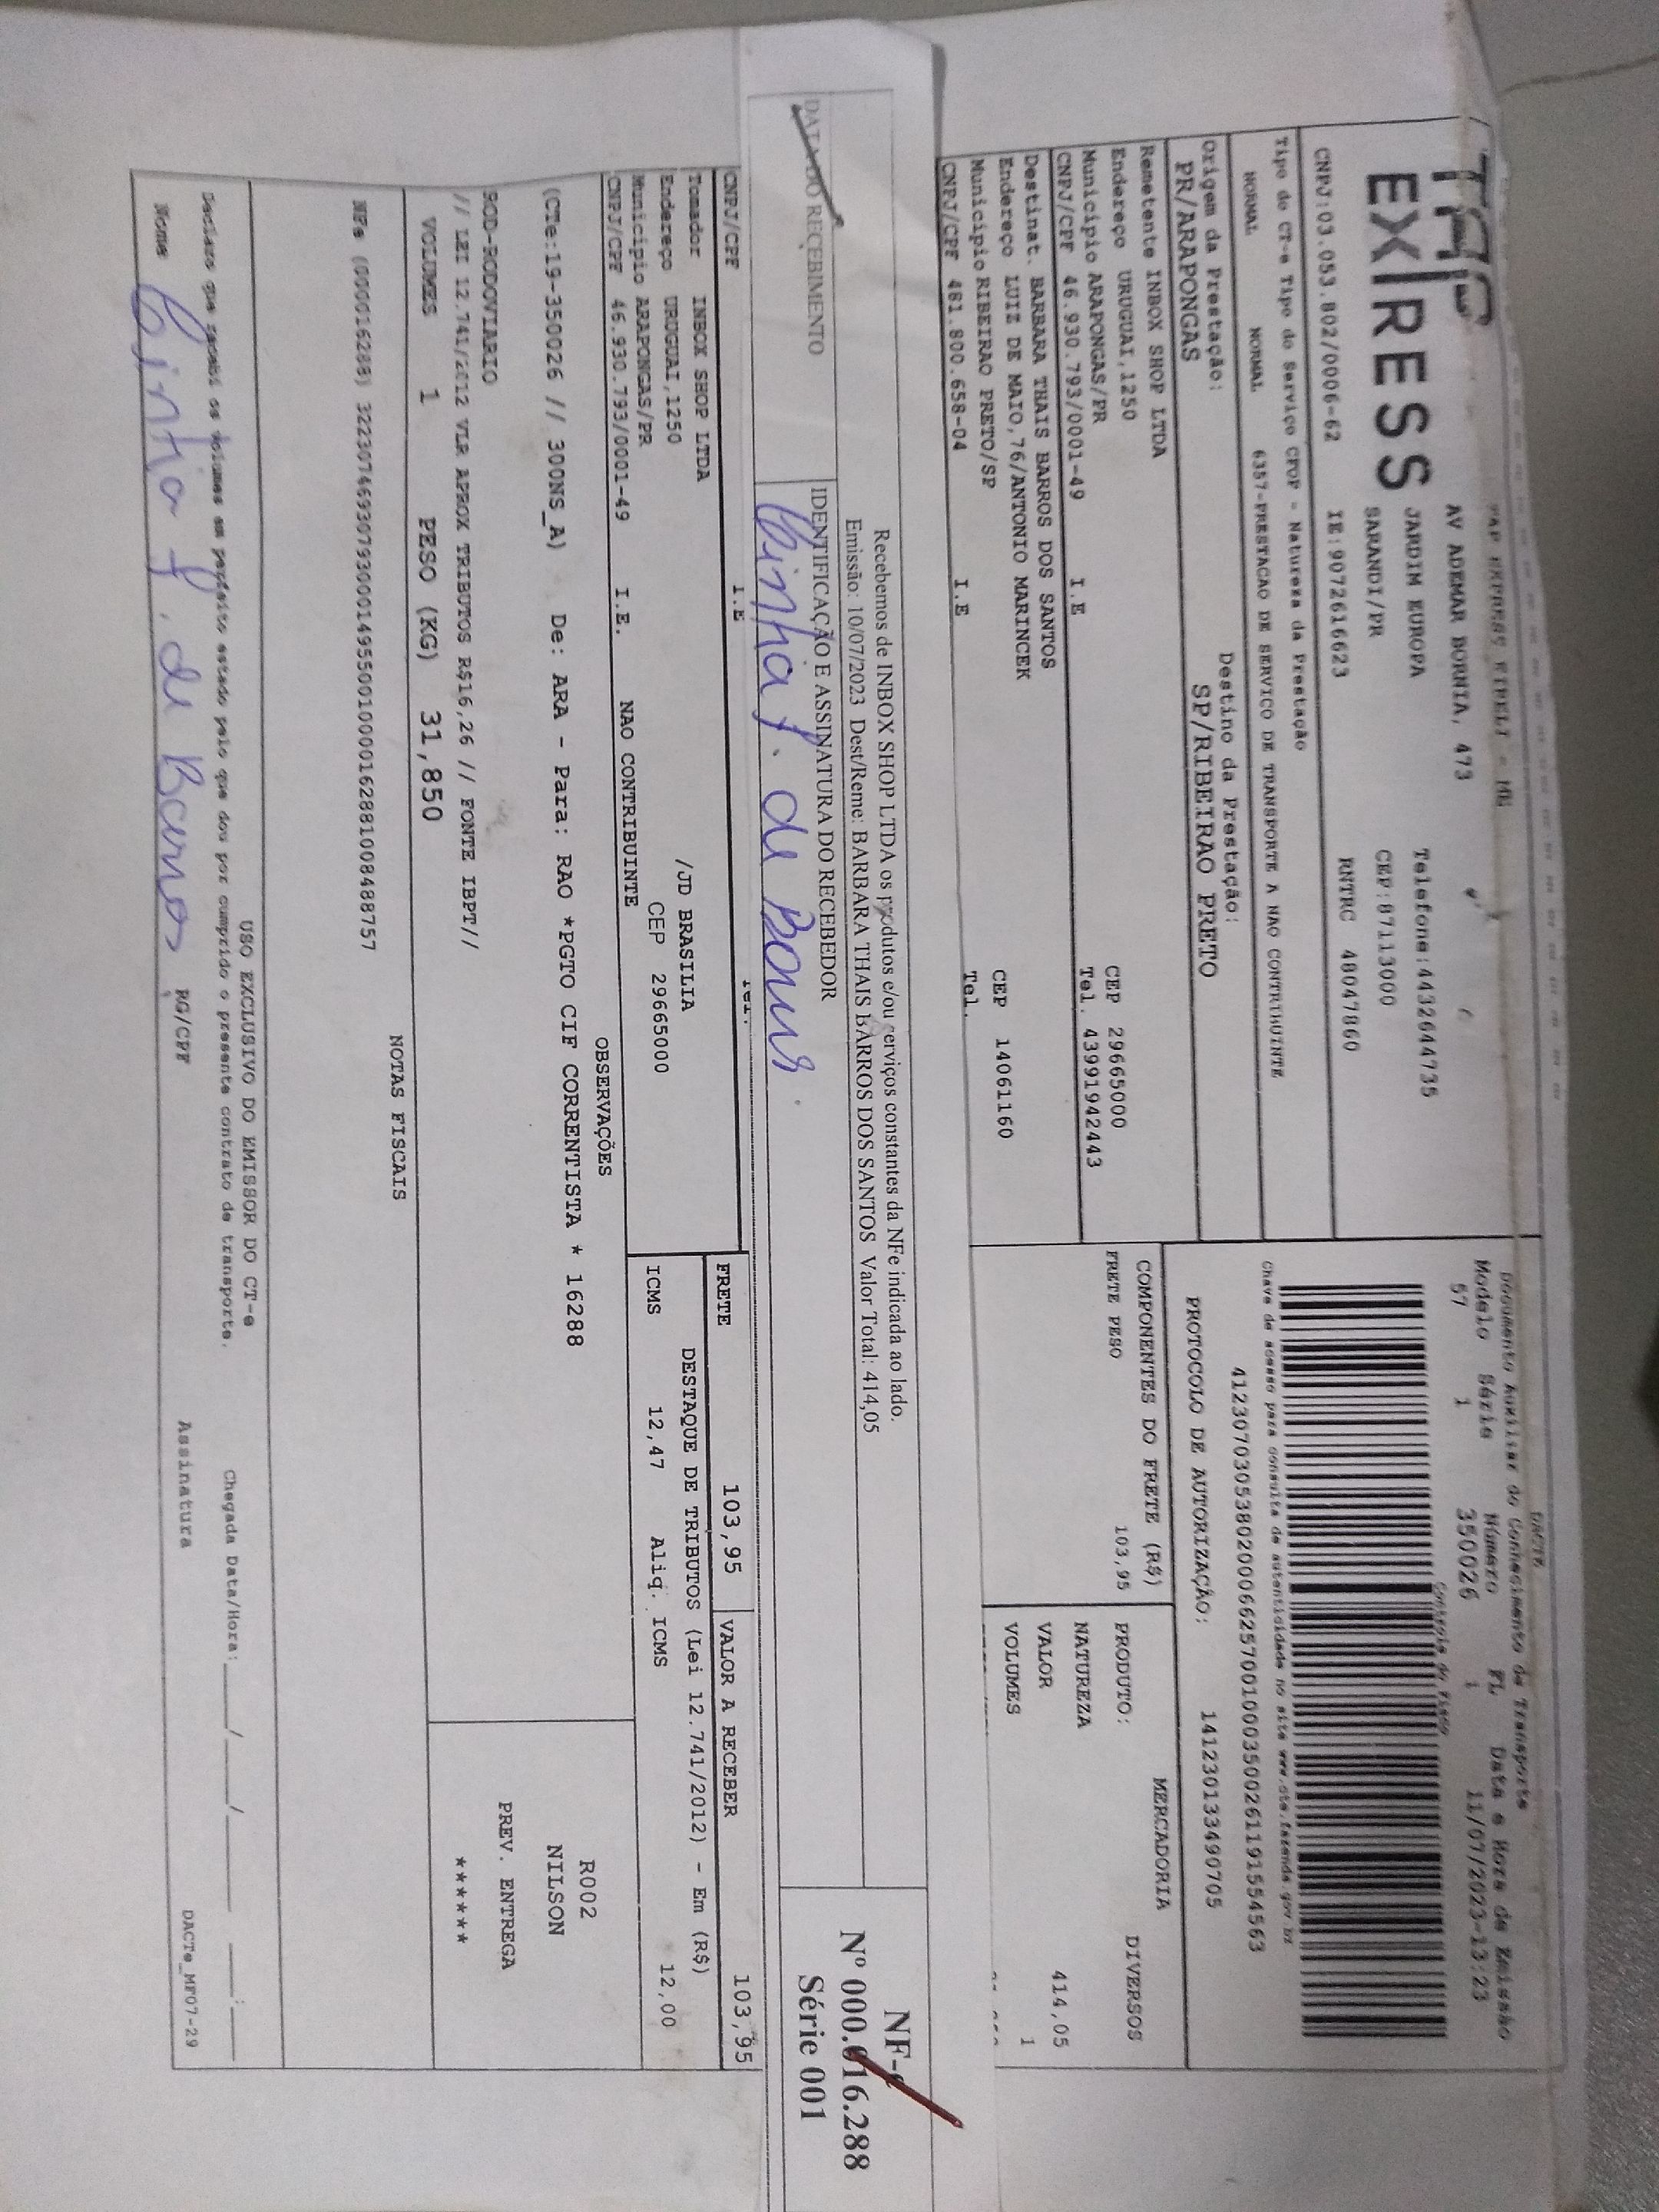 TAP
EXPRESS
TAP EXPRESS EIRELI - ME
AV ADEMAR BORNIA, 473
JARDIM EUROPA Telefone:4432644735
SARANDI/PR CEP:87113000
CNPJ:03.053.802/0006-62 IE:9072616623 RNTRC 48047860
Tipo do CT-e Tipo do Serviço CFOP - Natureza da Prestação
NORMAL NORMAL 6357-PRESTACAO DE SERVICO DE TRANSPORTE A NAO CONTRIBUINTE
Origem da Prestação: Destino da Prestação:
PR/ARAPONGAS SP/RIBEIRAO PRETO
DACTE
Documento Auxiliar do Conhecimento de Transporte
Modelo Série Número FL Data e Hora de Emissão
57 1 350026 1 11/07/2023-13:23
Controle do Fisco
Chave de acesso para consulta de autenticidade no site www.cte.fazenda.gov.br
41230703053802000662570010003500261191554563
PROTOCOLO DE AUTORIZAÇÃO: 141230133490705
Remetente INBOX SHOP LTDA
Endereço URUGUAI,1250 CEP 29665000
Município ARAPONGAS/PR Tel. 43991942443
CNPJ/CPF 46.930.793/0001-49 I.E
Destinat. BARBARA THAIS BARROS DOS SANTOS
Endereço LUIZ DE MAIO,76/ANTONIO MARINCEK CEP 14061160
Município RIBEIRAO PRETO/SP Tel.
CNPJ/CPF 481.800.658-04 I.E
COMPONENTES DO FRETE (R$)
FRETE PESO 103,95
MERCADORIA
PRODUTO: DIVERSOS
NATUREZA
VALOR 414,05
VOLUMES 1
Recebemos de INBOX SHOP LTDA os produtos e/ou serviços constantes da NFe indicada ao lado.
Emissão: 10/07/2023 Dest/Reme: BARBARA THAIS BARROS DOS SANTOS Valor Total: 414,05
DATA DO RECEBIMENTO IDENTIFICAÇÃO E ASSINATURA DO RECEBEDOR
NF-e
Nº 000.016.288
Série 001
CNPJ/CPF I.E Tel.
Tomador INBOX SHOP LTDA
Endereço URUGUAI,1250 /JD BRASILIA
Município ARAPONGAS/PR CEP 29665000
CNPJ/CPF 46.930.793/0001-49 I.E. NAO CONTRIBUINTE
FRETE 103,95 VALOR A RECEBER 103,95
DESTAQUE DE TRIBUTOS (Lei 12.741/2012) - Em (R$)
ICMS 12,47 Aliq. ICMS 12,00
OBSERVAÇÕES
(CTe:19-350026 // 300NS_A) De: ARA - Para: RAO *PGTO CIF CORRENTISTA * 16288
ROD-RODOVIARIO
// LEI 12.741/2012 VLR APROX TRIBUTOS R$16,26 // FONTE IBPT//
R002
NILSON
PREV. ENTREGA
******
VOLUMES 1 PESO (KG) 31,850
NOTAS FISCAIS
NFe (000016288) 32230746930793000149550010000162881008488757
USO EXCLUSIVO DO EMISSOR DO CT-e
Declaro que recebi os volumes em perfeito estado pelo que dou por cumprido o presente contrato de transporte. Chegada Data/Hora:____/____/______ ____:____
Nome RG/CPF Assinatura
DACTe_MF07-29